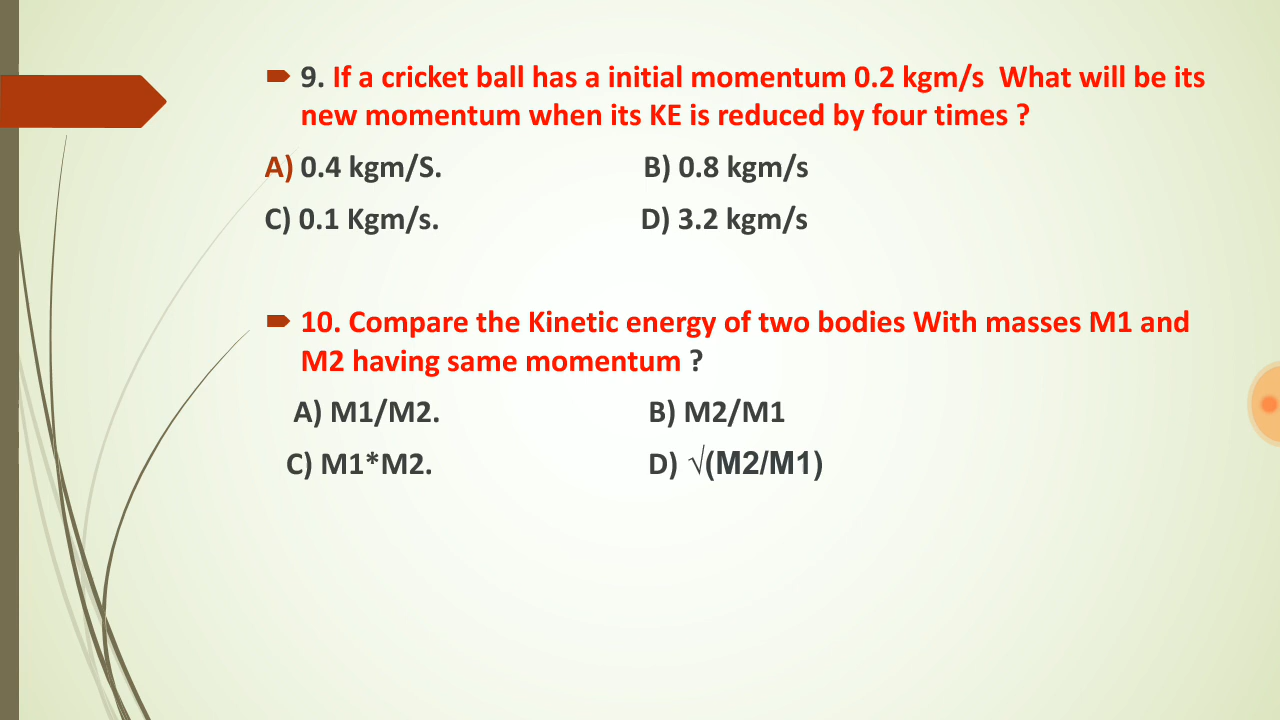 9. If a cricket ball has a initial momentum 0.2 kgm/s What will be its
new momentum when its KE is reduced by four times ?
A) 0.4 kgm/S. B) 0.8 kgm/s
C) 0.1 Kgm/s. D) 3.2 kgm/s
10. Compare the Kinetic energy of two bodies With masses M1 and
M2 having same momentum ?
A) M1/M2. B) M2/M1
C) M1*M2. D) √(M2/M1)